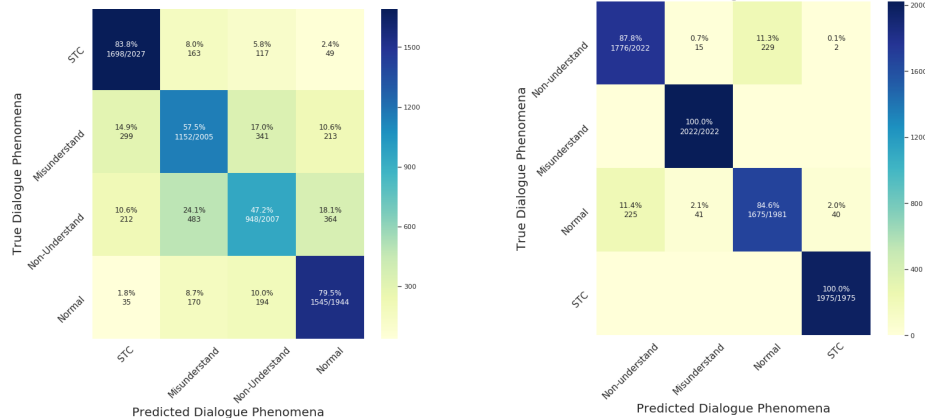 True Dialogue Phenomena
STC
Misunderstand
Non-Understand
Normal
83.8% 8.0% 5.8% 2.4%
1698/2027 163 117 49
14.9% 57.5% 17.0% 10.6%
299 1152/2005 341 213
10.6% 24.1% 47.2% 18.1%
212 483 948/2007 364
1.8% 8.7% 10.0% 79.5%
35 170 194 1545/1944
STC Misunderstand Non-Understand Normal
Predicted Dialogue Phenomena
1500
1200
900
600
300
True Dialogue Phenomena
Non-understand
Misunderstand
Normal
STC
87.8% 0.7% 11.3% 0.1%
1776/2022 15 229 2
100.0%
2022/2022
11.4% 2.1% 84.6% 2.0%
225 41 1675/1981 40
100.0%
1975/1975
Non-understand Misunderstand Normal STC
Predicted Dialogue Phenomena
2000
1600
1200
800
400
0